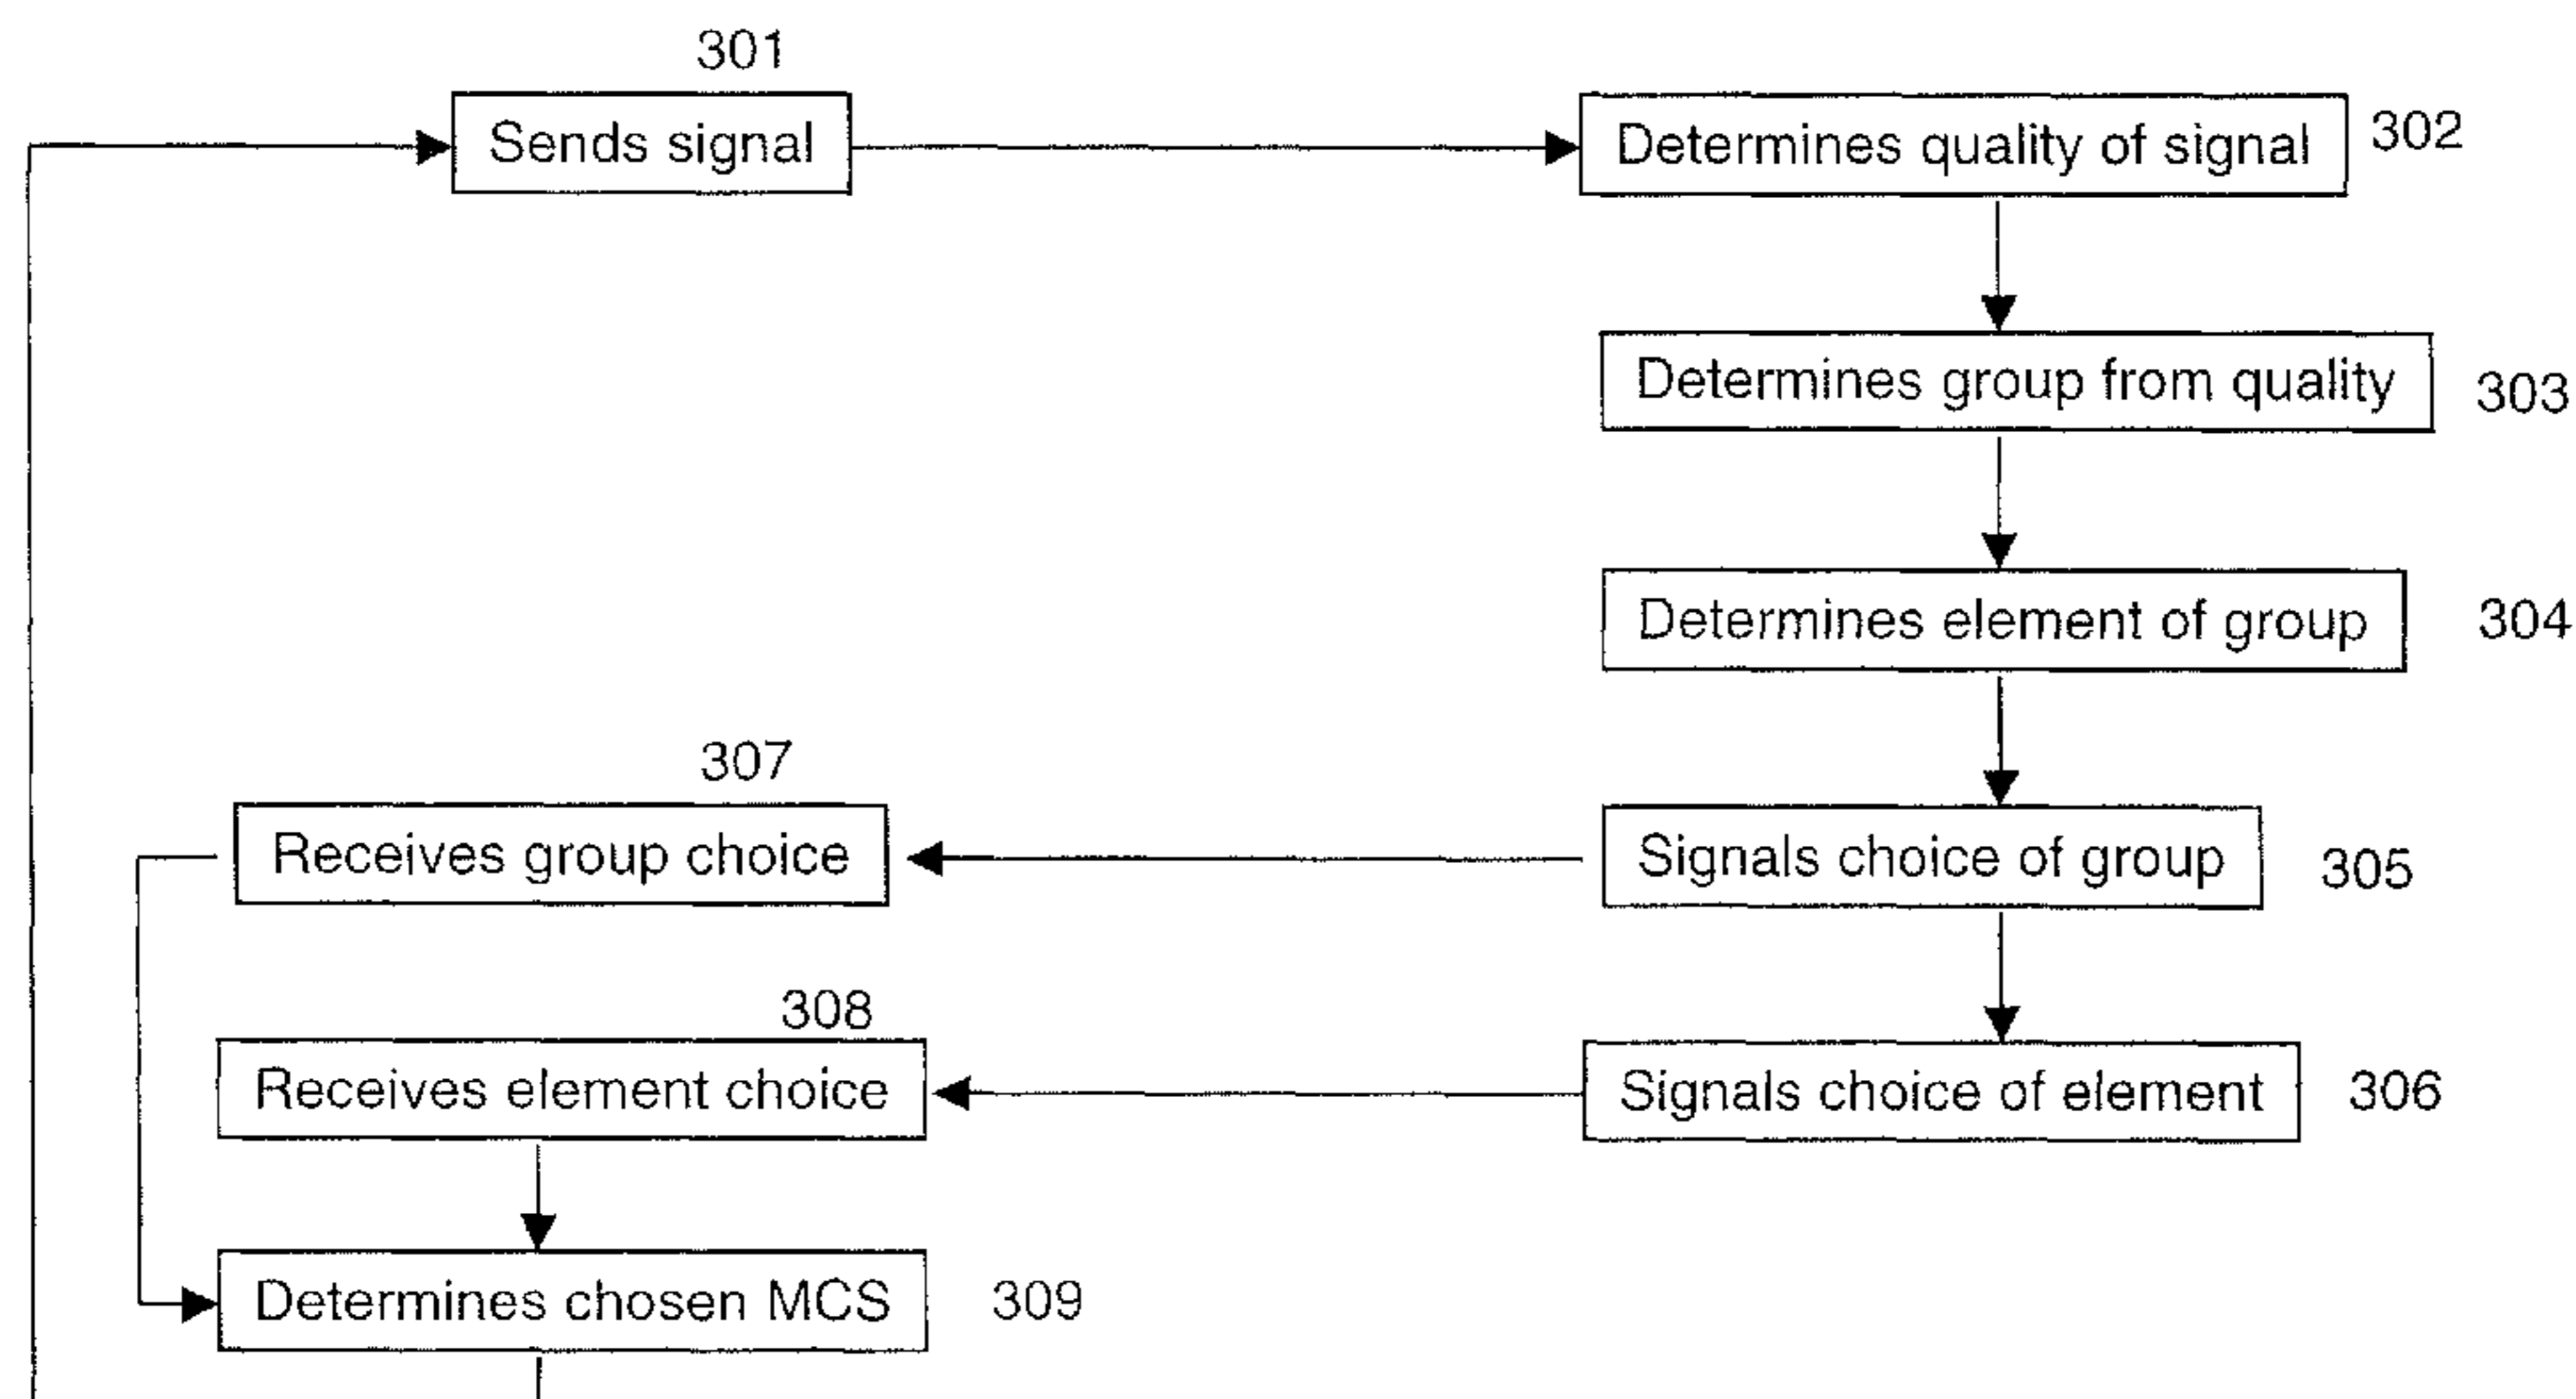 301
Sends signal
Determines quality of signal
302
Determines group from quality
303
Determines element of group
304
307
Receives group choice
Signals choice of group
305
308
Receives element choice
Signals choice of element
306
Determines chosen MCS
309